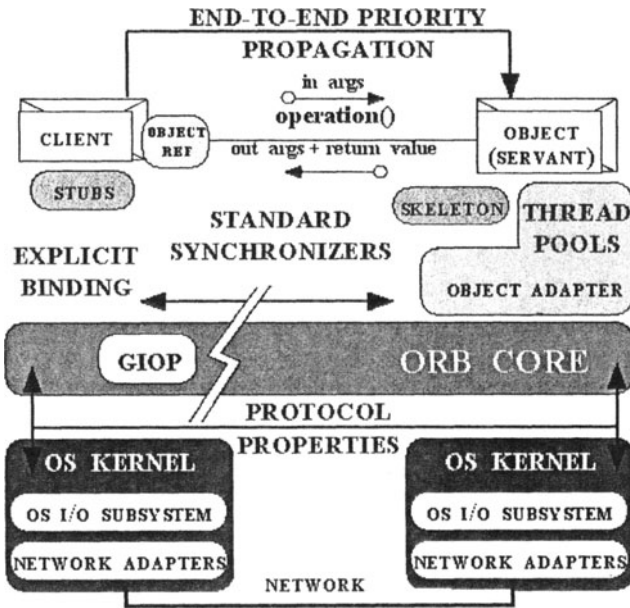 END-TO-END PRIORITY
PROPAGATION
in args
operation()
out args + return value
CLIENT
OBJECT
REF
OBJECT
(SERVANT)
STUBS
SKELETON
THREAD
POOLS
OBJECT ADAPTER
STANDARD
SYNCHRONIZERS
EXPLICIT
BINDING
GIOP
ORB CORE
PROTOCOL
PROPERTIES
OS KERNEL
OS I/O SUBSYSTEM
NETWORK ADAPTERS
OS KERNEL
OS I/O SUBSYSTEM
NETWORK ADAPTERS
NETWORK